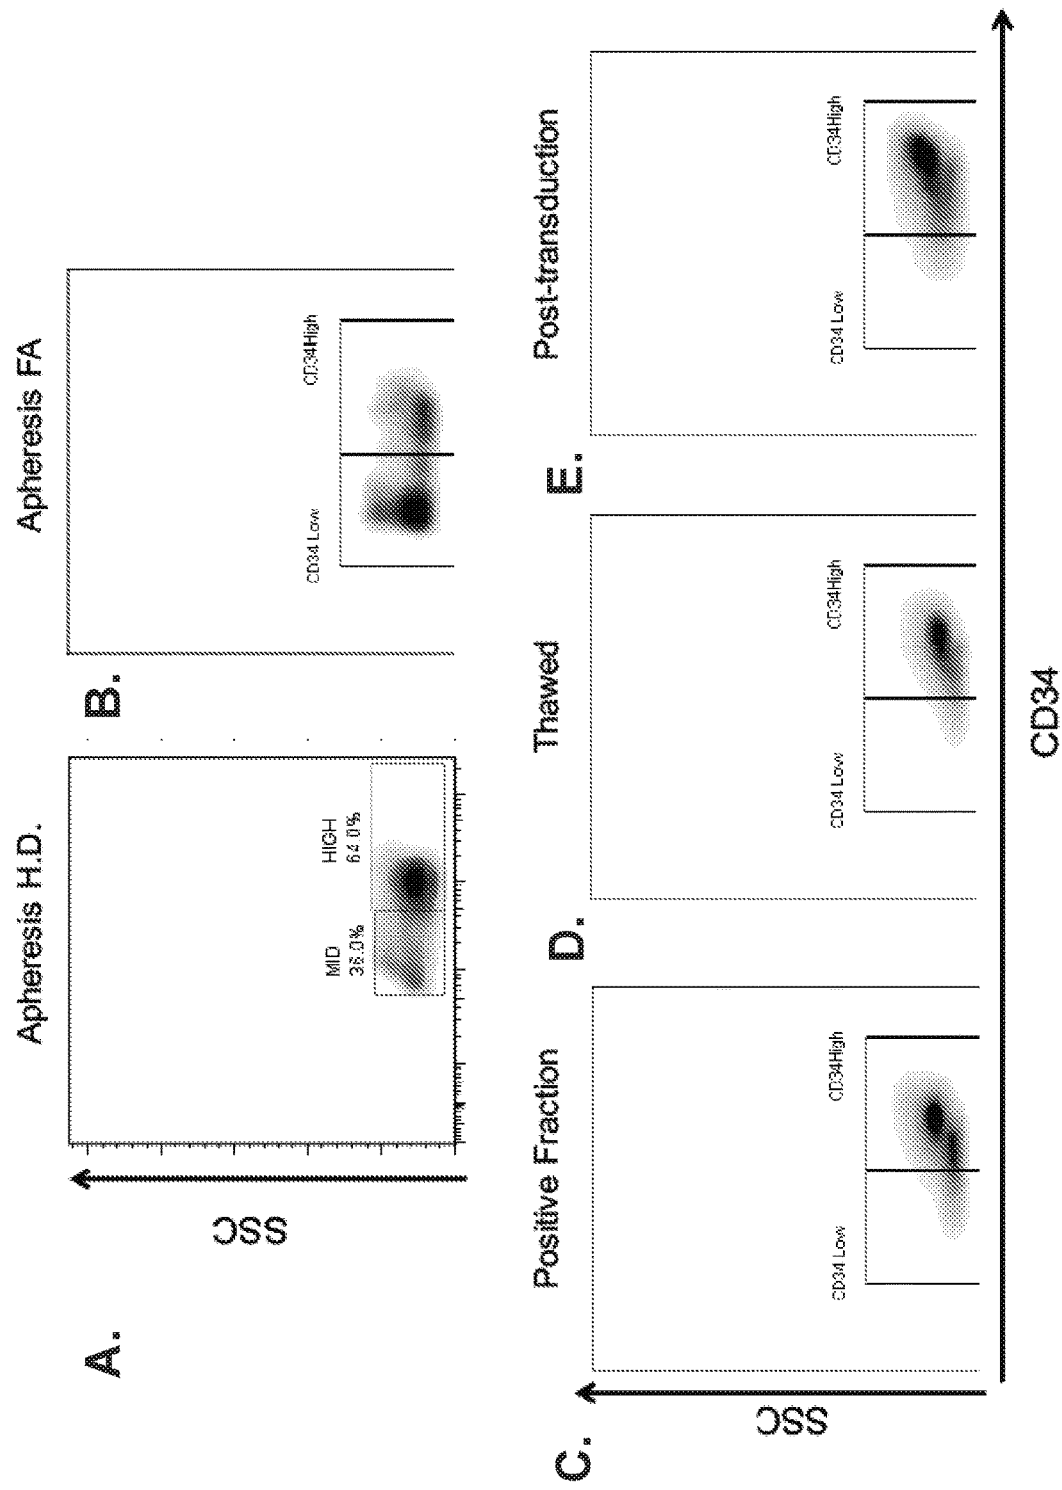 A.
Apheresis H.D.
SSC
MID
36.0%
HIGH
64.0%
B.
Apheresis FA
CD34 Low
CD34High
C.
Positive Fraction
SSC
CD34 Low
CD34High
D.
Thawed
CD34 Low
CD34High
E.
Post-transduction
CD34 Low
CD34High
CD34